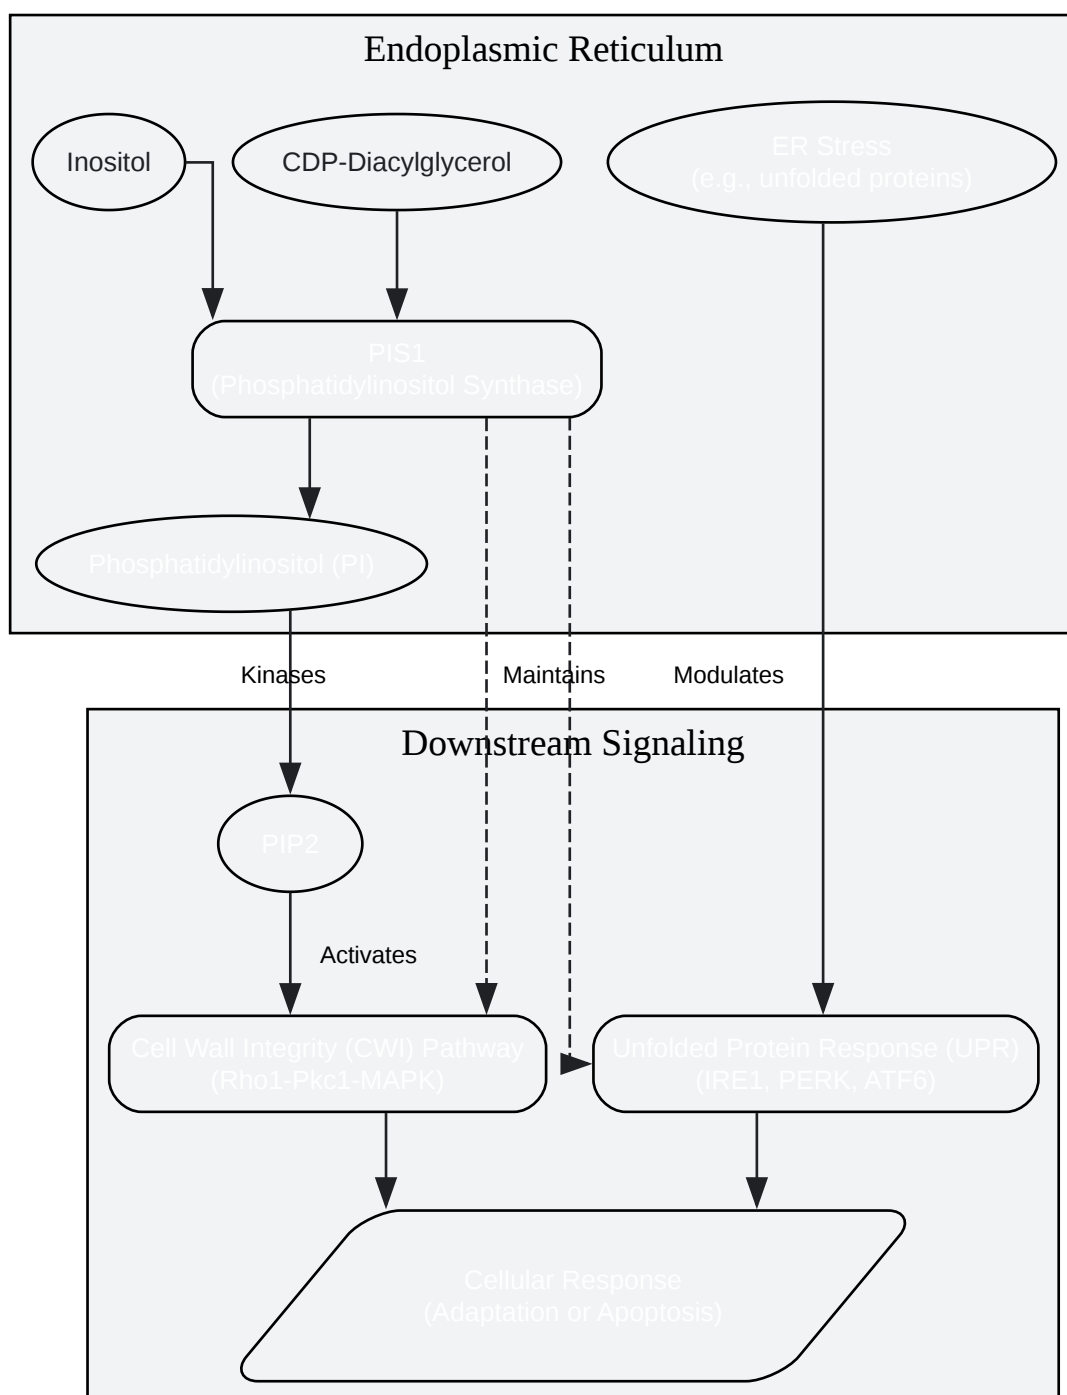 Endoplasmic Reticulum
Inositol
CDP-Diacylglycerol
ER Stress
(e.g., unfolded proteins)
PIS1
(Phosphatidylinositol Synthase)
Phosphatidylinositol (PI)
Kinases
Maintains
Modulates
Downstream Signaling
PIP2
Activates
Cell Wall Integrity (CWI) Pathway
(Rho1-Pkc1-MAPK)
Unfolded Protein Response (UPR)
(IRE1, PERK, ATF6)
Cellular Response
(Adaptation or Apoptosis)